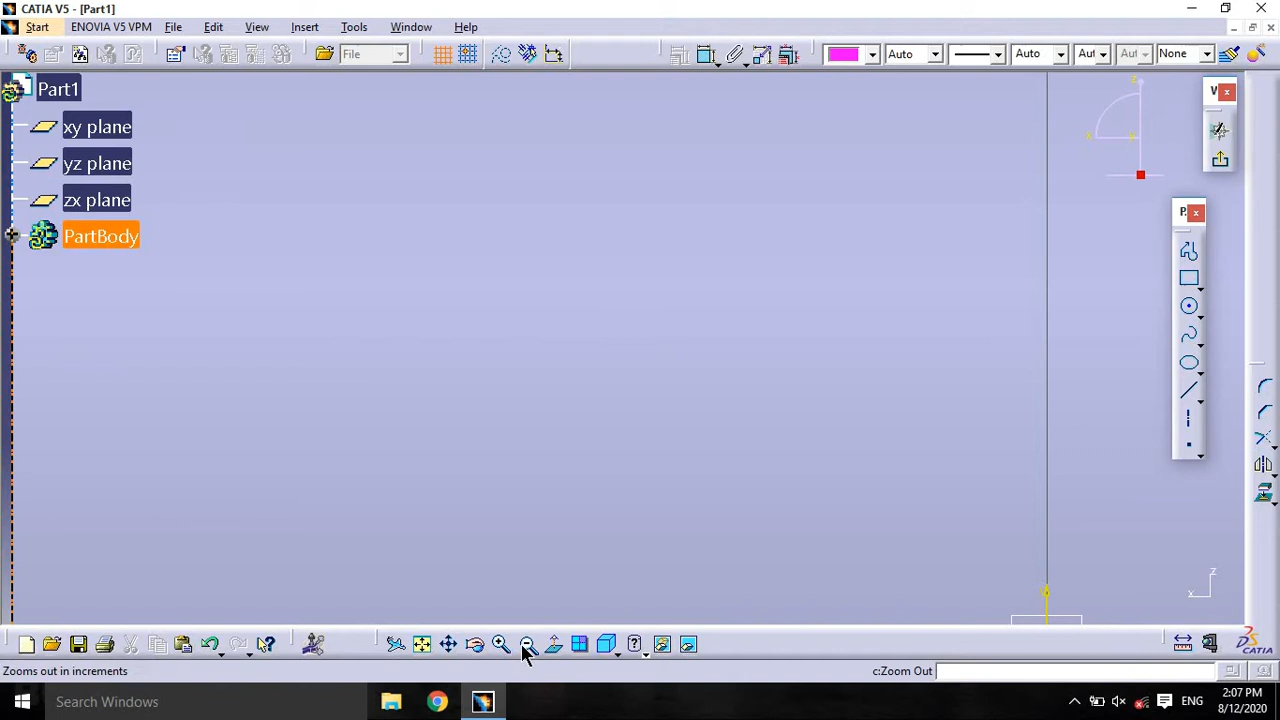 CATIA V5 - [Part1]
Start ENOVIA V5 VPM File Edit View Insert Tools Window Help
File Auto Auto Aut Aut None
Part1
xy plane
yz plane
zx plane
PartBody
z
x
y
P.
z
x
CATIA
Zooms out in increments
c:Zoom Out
Search Windows
ENG
2:07 PM
8/12/2020